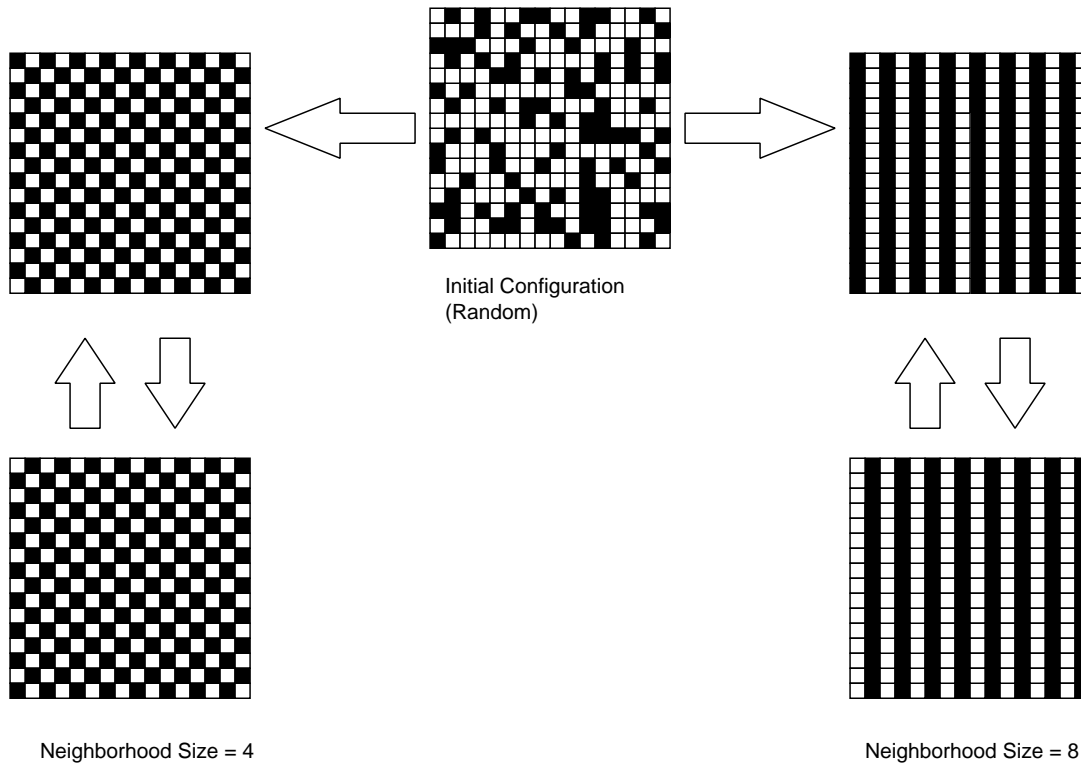 Initial Configuration
(Random)
Neighborhood Size = 4
Neighborhood Size = 8